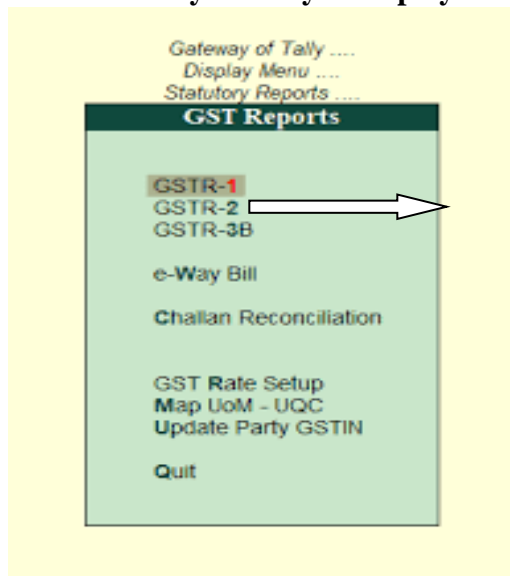 Gateway of Tally ....
Display Menu ....
Statutory Reports ....
GST Reports
GSTR-1
GSTR-2
GSTR-3B
e-Way Bill
Challan Reconciliation
GST Rate Setup
Map UoM - UQC
Update Party GSTIN
Quit